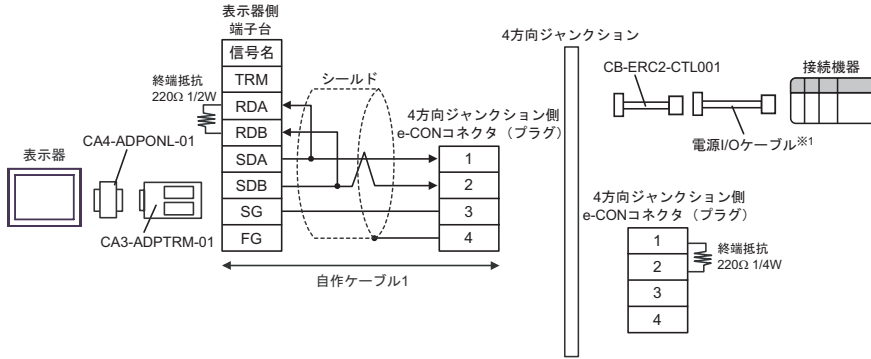 表示器側
端子台
信号名
TRM
RDA
RDB
SDA
SDB
SG
FG
終端抵抗
220Ω 1/2W
シールド
4方向ジャンクション側
e-CONコネクタ（プラグ）
1
2
3
4
表示器
CA4-ADPONL-01
CA3-ADPTRM-01
自作ケーブル1
4方向ジャンクション
CB-ERC2-CTL001
接続機器
電源I/Oケーブル※1
4方向ジャンクション側
e-CONコネクタ（プラグ）
1
2
3
4
終端抵抗
220Ω 1/4W